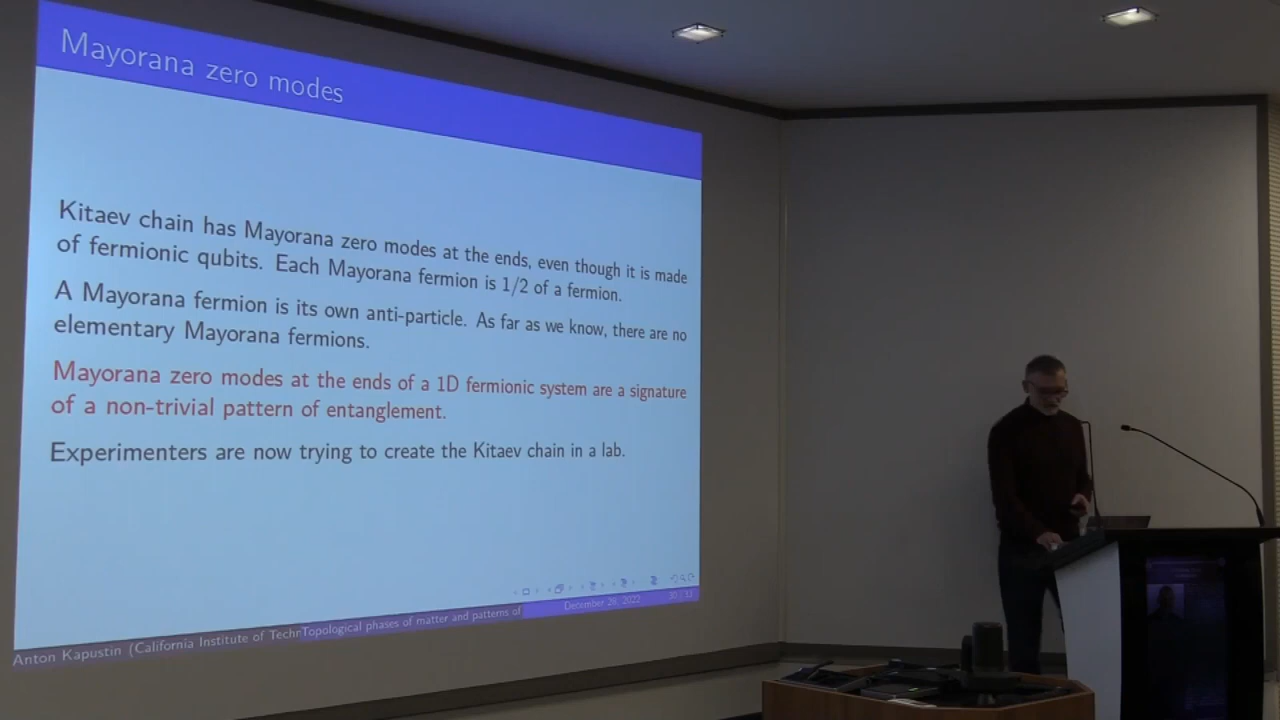 Mayorana zero modes
Kitaev chain has Mayorana zero modes at the ends, even though it is made
of fermionic qubits. Each Mayorana fermion is 1/2 of a fermion.
A Mayorana fermion is its own anti-particle. As far as we know, there are no
elementary Mayorana fermions.
Mayorana zero modes at the ends of a 1D fermionic system are a signature
of a non-trivial pattern of entanglement.
Experimenters are now trying to create the Kitaev chain in a lab.
Anton Kapustin (California Institute of TechnTopological phases of matter and patterns of